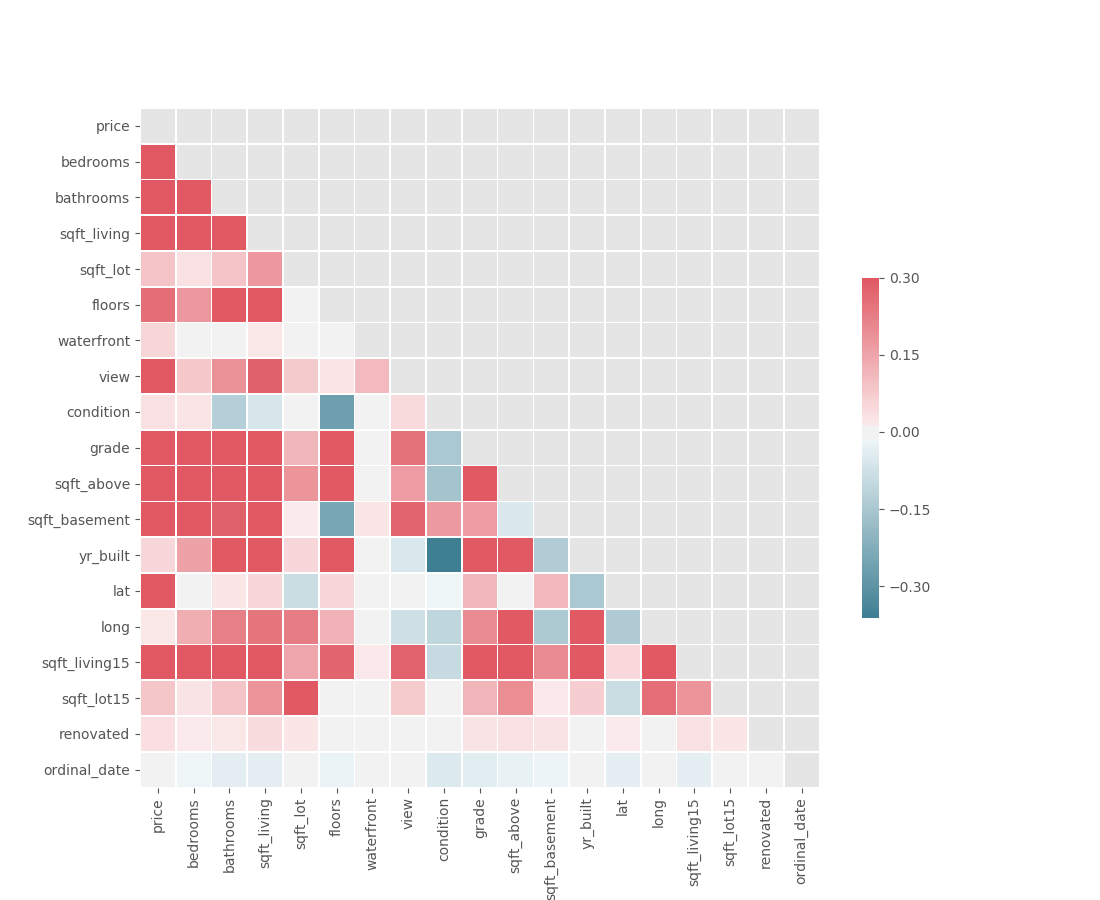 price
bedrooms
bathrooms
sqft_living
sqft_lot
floors
waterfront
view
condition
grade
sqft_above
sqft_basement
yr_built
lat
long
sqft_living15
sqft_lot15
renovated
ordinal_date
price
bedrooms
bathrooms
sqft_living
sqft_lot
floors
waterfront
view
condition
grade
sqft_above
sqft_basement
yr_built
lat
long
sqft_living15
sqft_lot15
renovated
ordinal_date
0.30
0.15
0.00
−0.15
−0.30